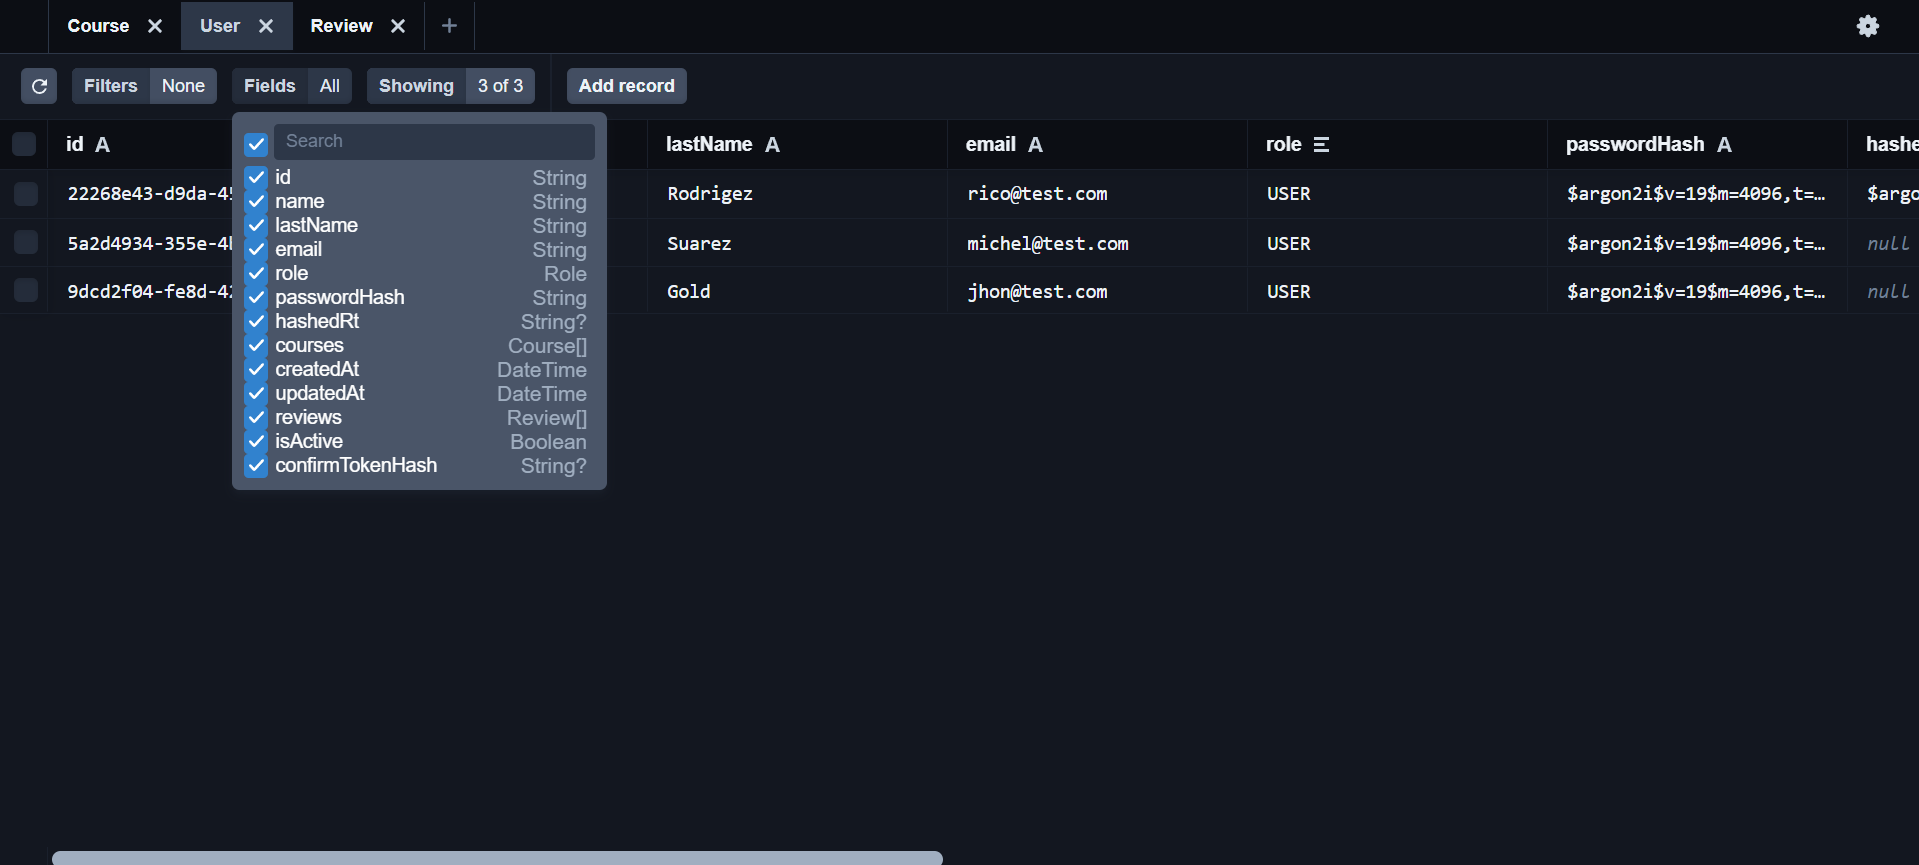 Course User Review
Filters None Fields All Showing 3 of 3 Add record
id A lastName A email A role passwordHash A hashe
Search
22268e43-d9da-45 Rodrigez rico@test.com USER $argon2i$v=19$m=4096,t=… $argo
5a2d4934-355e-4 Suarez michel@test.com USER $argon2i$v=19$m=4096,t=… null
9dcd2f04-fe8d-42 Gold jhon@test.com USER $argon2i$v=19$m=4096,t=… null
id String
name String
lastName String
email String
role Role
passwordHash String
hashedRt String?
courses Course[]
createdAt DateTime
updatedAt DateTime
reviews Review[]
isActive Boolean
confirmTokenHash String?